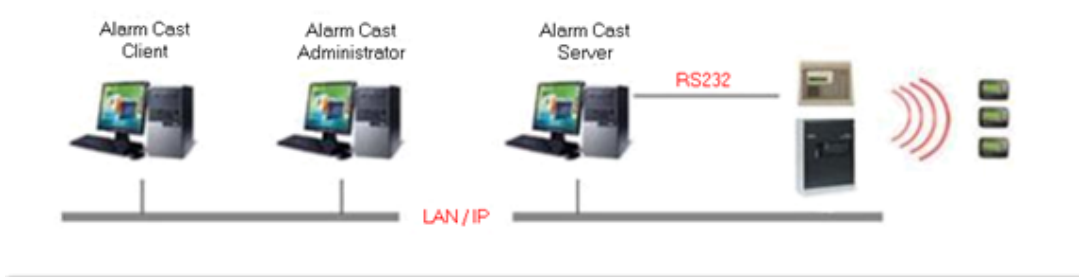 Alarm Cast
Client
Alarm Cast
Administrator
Alarm Cast
Server
RS232
LAN / IP